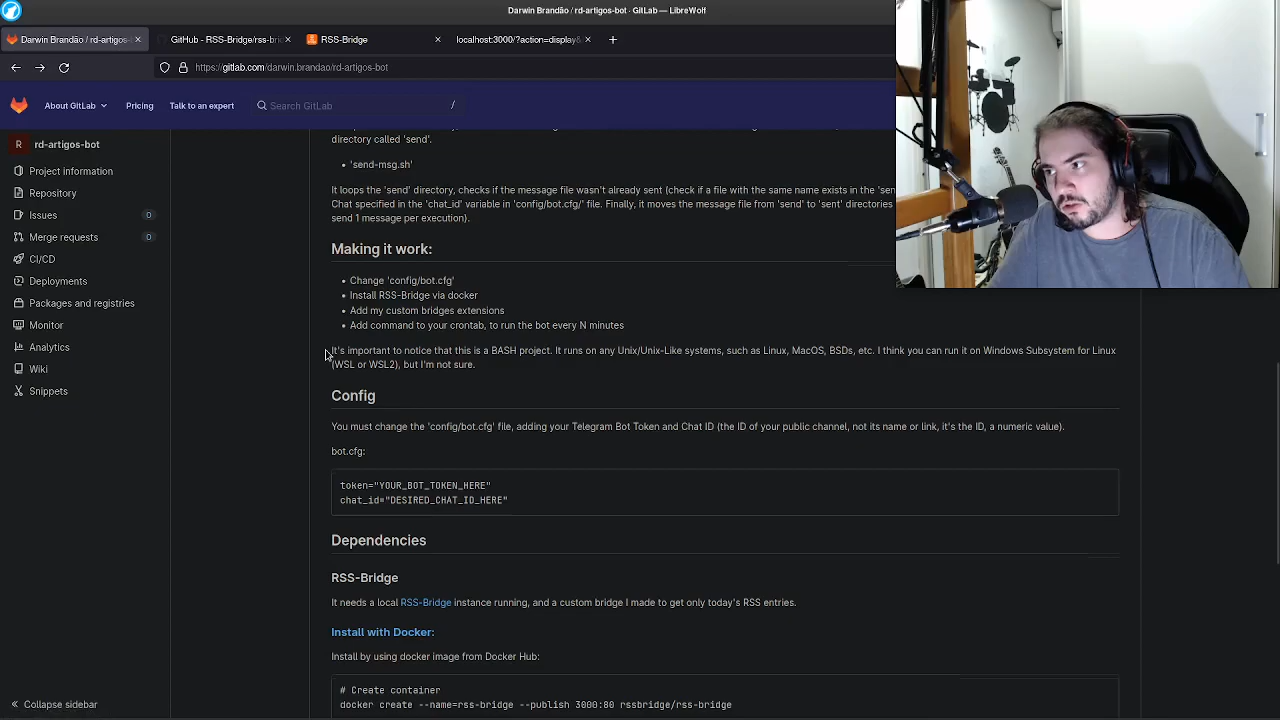 Darwin Brandão / rd-artigos-bot · GitLab — LibreWolf
Darwin Brandão / rd-artigos-
GitHub - RSS-Bridge/rss-bri
RSS-Bridge
localhost:3000/?action=display&
https://gitlab.com/darwin.brandao/rd-artigos-bot
About GitLab
Pricing
Talk to an expert
Search GitLab
/
R
rd-artigos-bot
Project information
Repository
Issues
0
Merge requests
0
CI/CD
Deployments
Packages and registries
Monitor
Analytics
Wiki
Snippets
Collapse sidebar
directory called 'send'.
• 'send-msg.sh'
It loops the 'send' directory, checks if the message file wasn't already sent (check if a file with the same name exists in the 'sen
Chat specified in the 'chat_id' variable in 'config/bot.cfg/' file. Finally, it moves the message file from 'send' to 'sent' directories
send 1 message per execution).
Making it work:
• Change 'config/bot.cfg'
• Install RSS-Bridge via docker
• Add my custom bridges extensions
• Add command to your crontab, to run the bot every N minutes
It's important to notice that this is a BASH project. It runs on any Unix/Unix-Like systems, such as Linux, MacOS, BSDs, etc. I think you can run it on Windows Subsystem for Linux
(WSL or WSL2), but I'm not sure.
Config
You must change the 'config/bot.cfg' file, adding your Telegram Bot Token and Chat ID (the ID of your public channel, not its name or link, it's the ID, a numeric value).
bot.cfg:
token="YOUR_BOT_TOKEN_HERE"
chat_id="DESIRED_CHAT_ID_HERE"
Dependencies
RSS-Bridge
It needs a local RSS-Bridge instance running, and a custom bridge I made to get only today's RSS entries.
Install with Docker:
Install by using docker image from Docker Hub:
# Create container
docker create --name=rss-bridge --publish 3000:80 rssbridge/rss-bridge